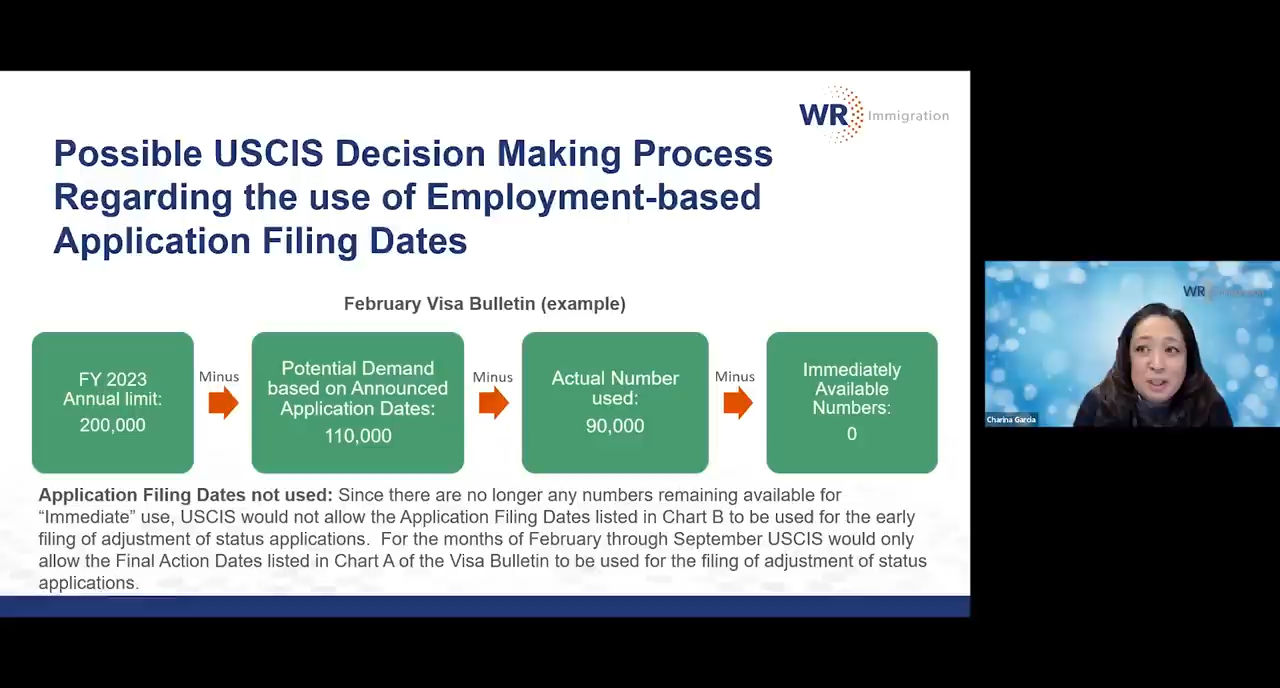 WR Immigration
Possible USCIS Decision Making Process
Regarding the use of Employment-based
Application Filing Dates
February Visa Bulletin (example)
FY 2023
Annual limit:
200,000
Minus
Potential Demand
based on Announced
Application Dates:
110,000
Minus
Actual Number
used:
90,000
Minus
Immediately
Available
Numbers:
0
Application Filing Dates not used: Since there are no longer any numbers remaining available for
“Immediate” use, USCIS would not allow the Application Filing Dates listed in Chart B to be used for the early
filing of adjustment of status applications.  For the months of February through September USCIS would only
allow the Final Action Dates listed in Chart A of the Visa Bulletin to be used for the filing of adjustment of status
applications.
WR
Charina Garcia